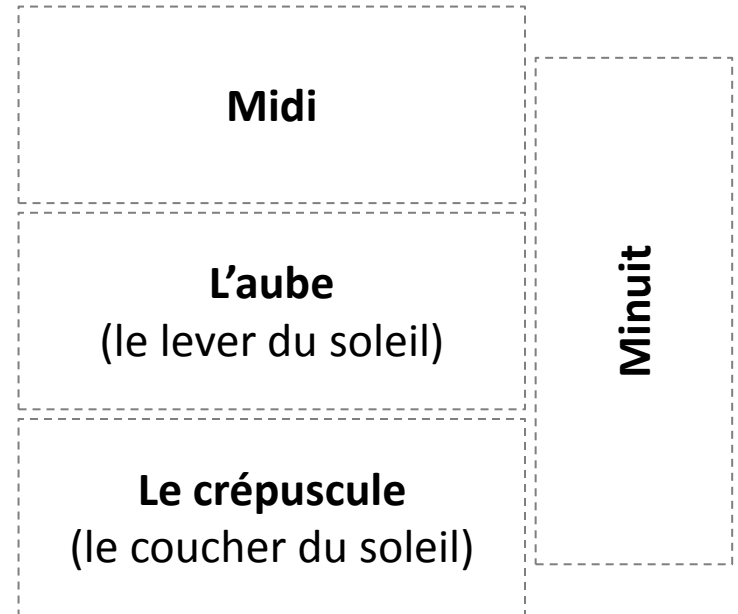 Midi
L’aube
(le lever du soleil)
Le crépuscule
(le coucher du soleil)
Minuit